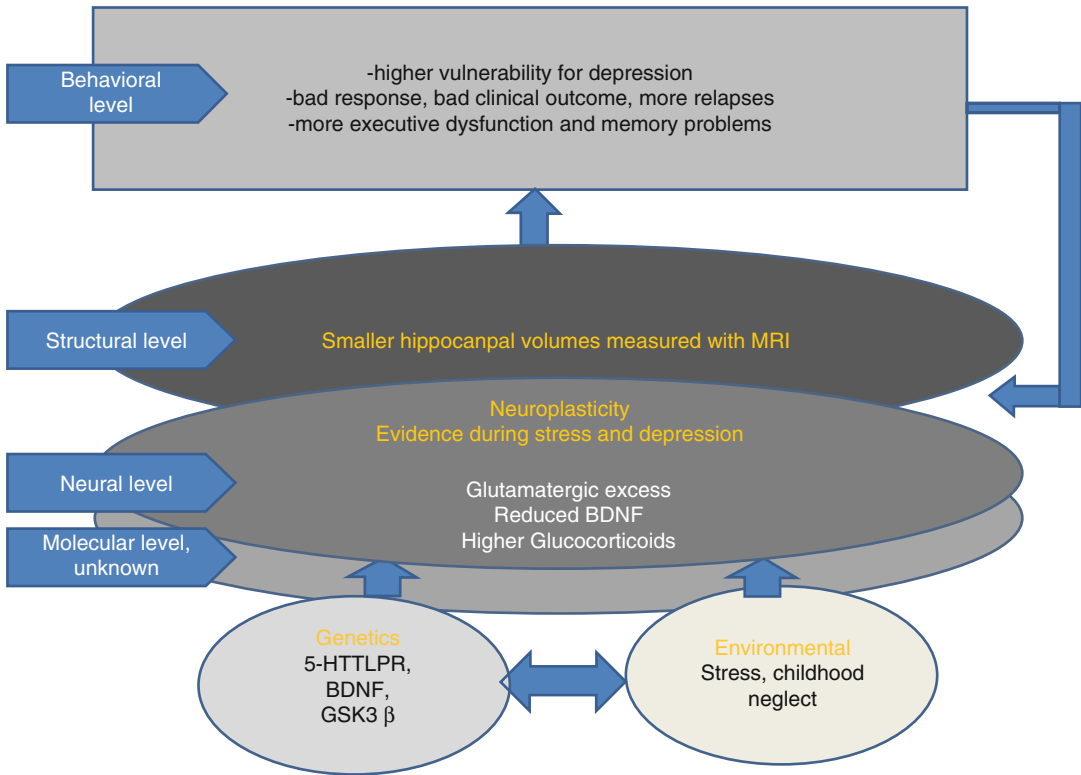 Behavioral
level
-higher vulnerability for depression
-bad response, bad clinical outcome, more relapses
-more executive dysfunction and memory problems
Structural level
Smaller hippocanpal volumes measured with MRI
Neuroplasticity
Evidence during stress and depression
Neural level
Glutamatergic excess
Reduced BDNF
Higher Glucocorticoids
Molecular level,
unknown
Genetics
5-HTTLPR,
BDNF,
GSK3 β
Environmental
Stress, childhood
neglect